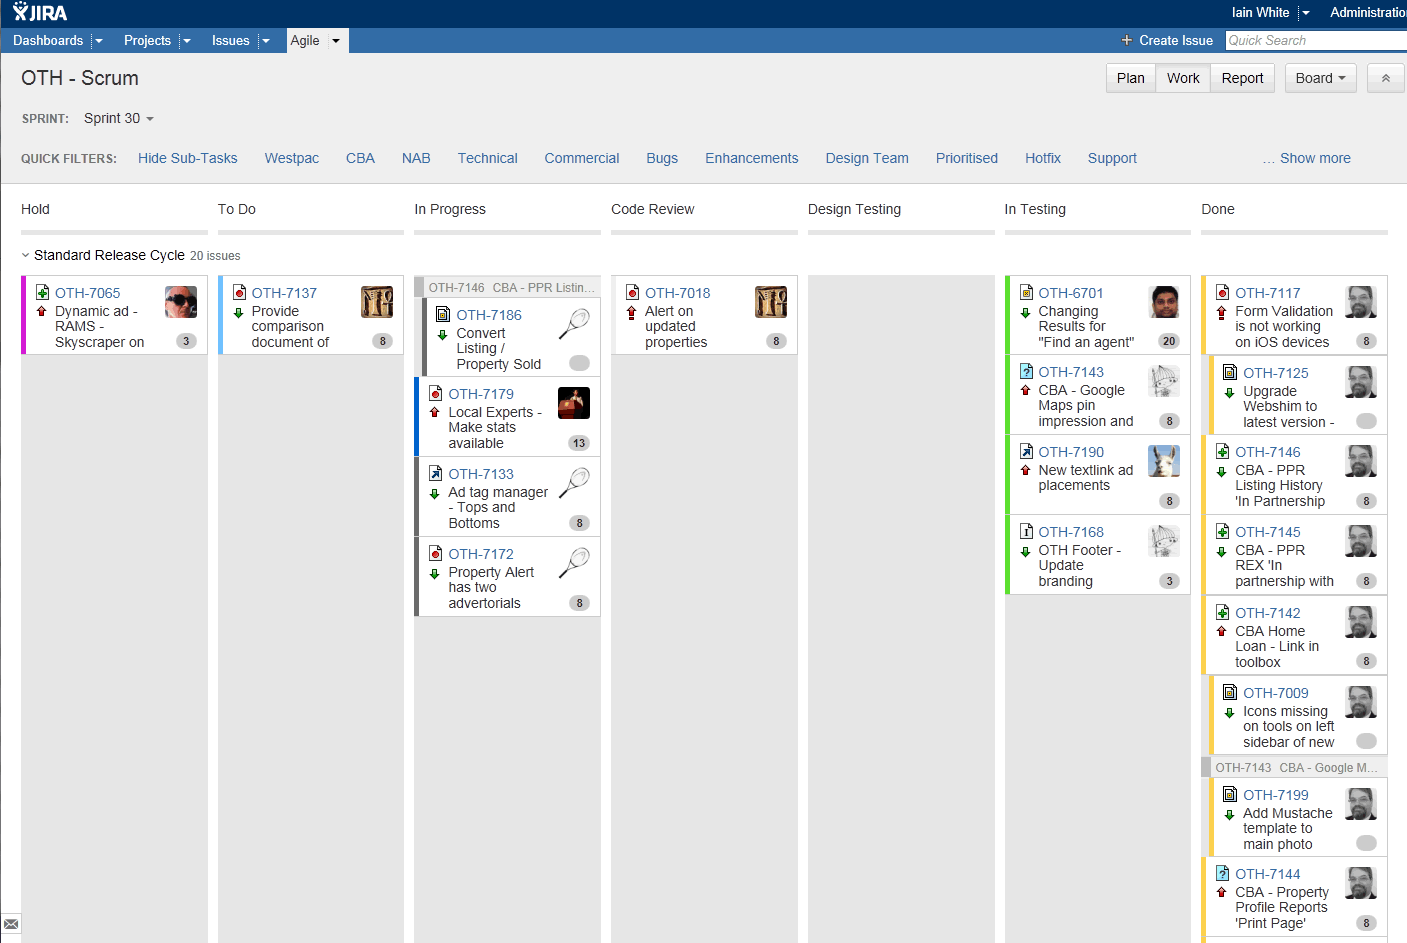 JIRA
Iain White
Administratio
Dashboards
Projects
Issues
Agile
Create Issue
Quick Search
OTH - Scrum
Plan
Work
Report
Board
SPRINT:
Sprint 30
QUICK FILTERS:
Hide Sub-Tasks
Westpac
CBA
NAB
Technical
Commercial
Bugs
Enhancements
Design Team
Prioritised
Hotfix
Support
... Show more
Hold
To Do
In Progress
Code Review
Design Testing
In Testing
Done
Standard Release Cycle 20 issues
OTH-7065
Dynamic ad -
RAMS -
Skyscraper on
3
OTH-7137
Provide
comparison
document of
8
OTH-7146 CBA - PPR Listin...
OTH-7186
Convert
Listing /
Property Sold
OTH-7179
Local Experts -
Make stats
available
13
OTH-7133
Ad tag manager
- Tops and
Bottoms
8
OTH-7172
Property Alert
has two
advertorials
8
OTH-7018
Alert on
updated
properties
8
OTH-6701
Changing
Results for
"Find an agent"
20
OTH-7143
CBA - Google
Maps pin
impression and
8
OTH-7190
New textlink ad
placements
8
OTH-7168
OTH Footer -
Update
branding
3
OTH-7117
Form Validation
is not working
on iOS devices
8
OTH-7125
Upgrade
Webshim to
latest version -
OTH-7146
CBA - PPR
Listing History
'In Partnership
8
OTH-7145
CBA - PPR
REX 'In
partnership with
8
OTH-7142
CBA Home
Loan - Link in
toolbox
8
OTH-7009
Icons missing
on tools on left
sidebar of new
OTH-7143 CBA - Google M...
OTH-7199
Add Mustache
template to
main photo
OTH-7144
CBA - Property
Profile Reports
'Print Page'
8